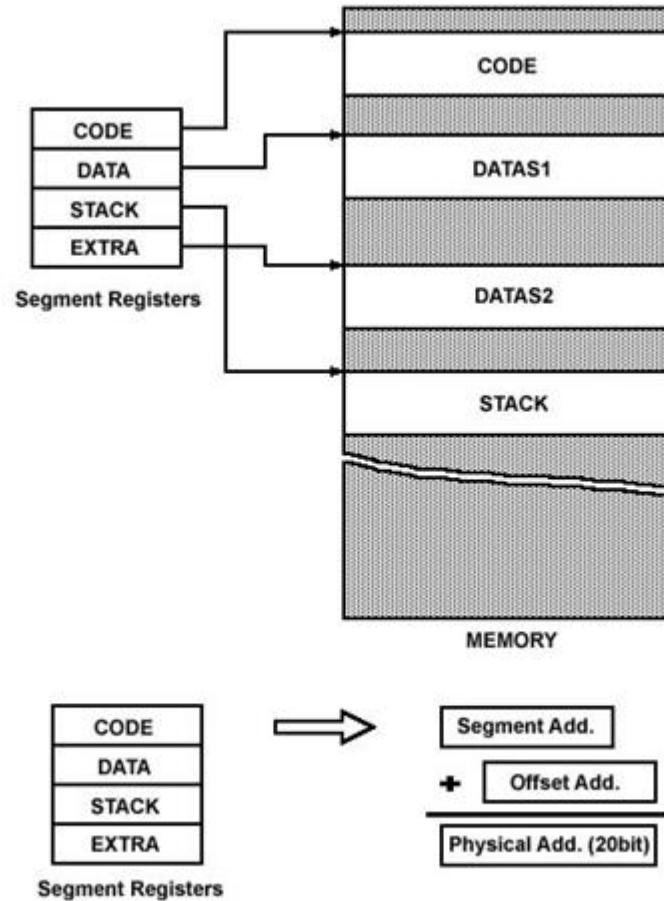 CODE
DATA
STACK
EXTRA
Segment Registers
CODE
DATAS1
DATAS2
STACK
MEMORY
CODE
DATA
STACK
EXTRA
Segment Registers
Segment Add.
+ Offset Add.
Physical Add. (20bit)